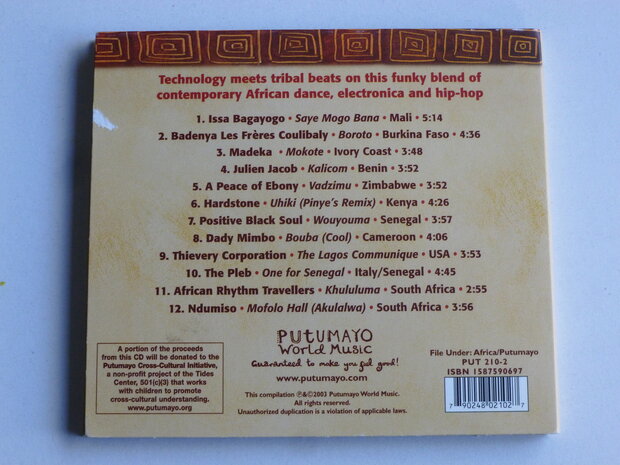 Technology meets tribal beats on this funky blend of
contemporary African dance, electronica and hip-hop
1. Issa Bagayogo • Saye Mogo Bana • Mali • 5:14
2. Badenya Les Frères Coulibaly • Boroto • Burkina Faso • 4:36
3. Madeka • Mokote • Ivory Coast • 3:48
4. Julien Jacob • Kalicom • Benin • 3:52
5. A Peace of Ebony • Vadzimu • Zimbabwe • 3:52
6. Hardstone • Uhiki (Pinye's Remix) • Kenya • 4:26
7. Positive Black Soul • Wouyouma • Senegal • 3:57
8. Dady Mimbo • Bouba (Cool) • Cameroon • 4:06
9. Thievery Corporation • The Lagos Communique • USA • 3:53
10. The Pleb • One for Senegal • Italy/Senegal • 4:45
11. African Rhythm Travellers • Khululuma • South Africa • 2:55
12. Ndumiso • Mofolo Hall (Akulalwa) • South Africa • 3:56
A portion of the proceeds
from this CD will be donated to the
Putumayo Cross-Cultural Initiative,
a non-profit project of the Tides
Center, 501(c)(3) that works
with children to promote
cross-cultural understanding.
www.putumayo.org
PUTUMAYO
World Music
Guaranteed to make you feel good!
www.putumayo.com
This compilation ℗&©2003 Putumayo World Music.
All rights reserved.
Unauthorized duplication is a violation of applicable laws.
File Under: Africa/Putumayo
PUT 210-2
ISBN 1587590697
7 90248 02102 7